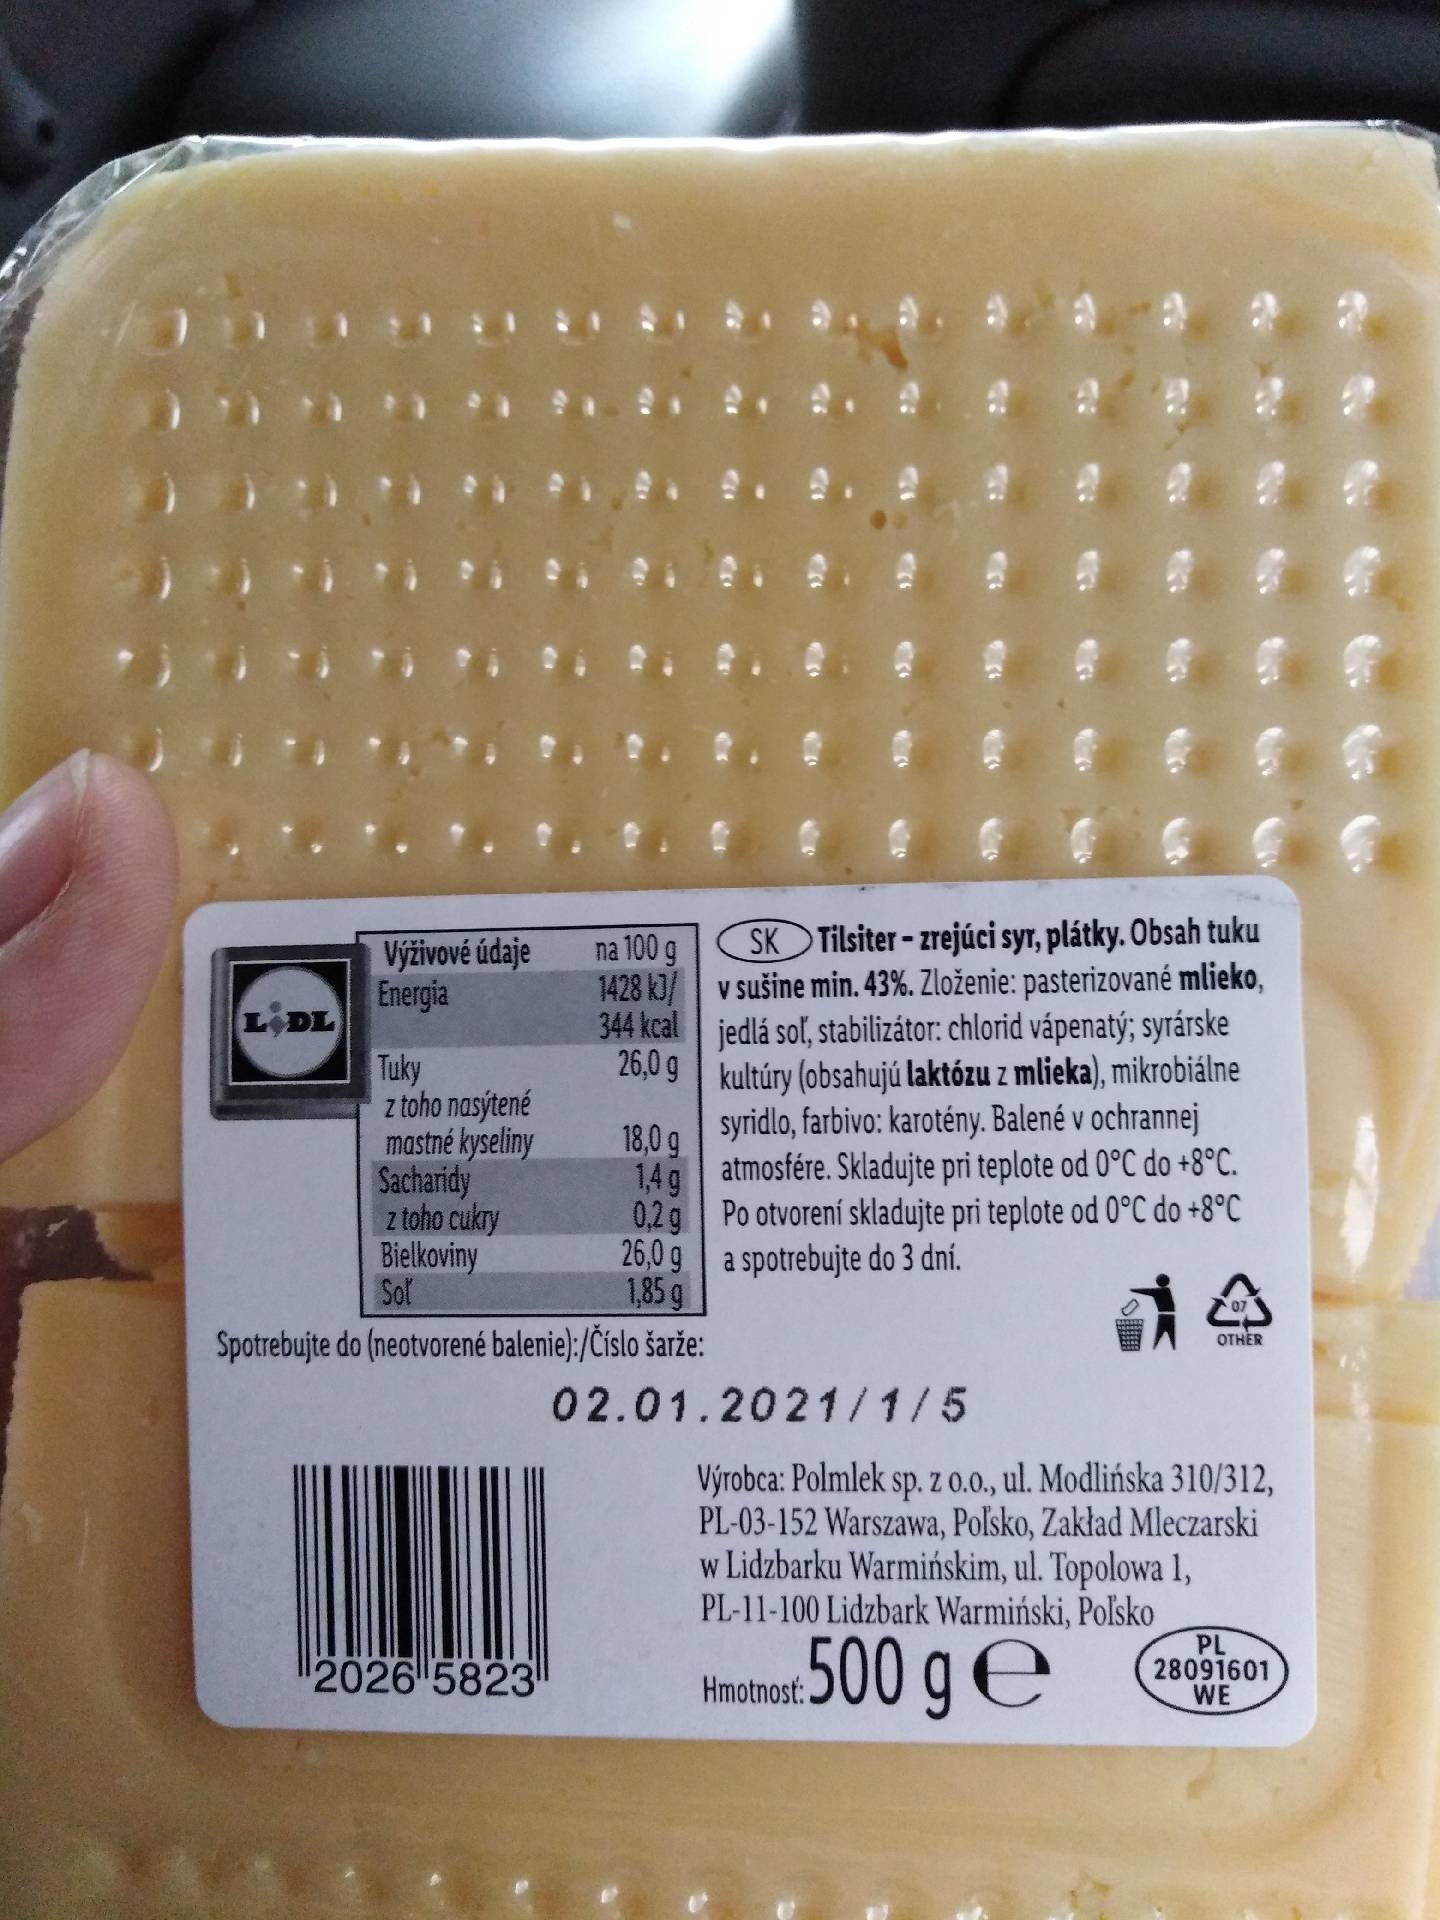 LIDL
Výživové údaje na 100 g
Energia 1428 kJ/
344 kcal
Tuky 26,0 g
z toho nasýtené
mastné kyseliny 18,0 g
Sacharidy 1,4 g
z toho cukry 0,2 g
Bielkoviny 26,0 g
Soľ 1,85 g
SK Tilsiter - zrejúci syr, plátky. Obsah tuku
v sušine min. 43%. Zloženie: pasterizované mlieko,
jedlá soľ, stabilizátor: chlorid vápenatý; syrárske
kultúry (obsahujú laktózu z mlieka), mikrobiálne
syridlo, farbivo: karotény. Balené v ochrannej
atmosfére. Skladujte pri teplote od 0°C do +8°C.
Po otvorení skladujte pri teplote od 0°C do +8°C
a spotrebujte do 3 dní.
07
OTHER
Spotrebujte do (neotvorené balenie):/Číslo šarže:
02.01.2021/1/5
Výrobca: Polmlek sp. z o.o., ul. Modlińska 310/312,
PL-03-152 Warszawa, Poľsko, Zakład Mleczarski
w Lidzbarku Warmińskim, ul. Topolowa 1,
PL-11-100 Lidzbark Warmiński, Poľsko
Hmotnosť: 500 g e
PL
28091601
WE
2026 5823